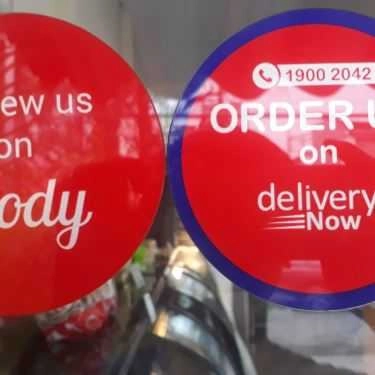 ew us
on
ody
1900 2042
ORDER U
on
delivery
Now